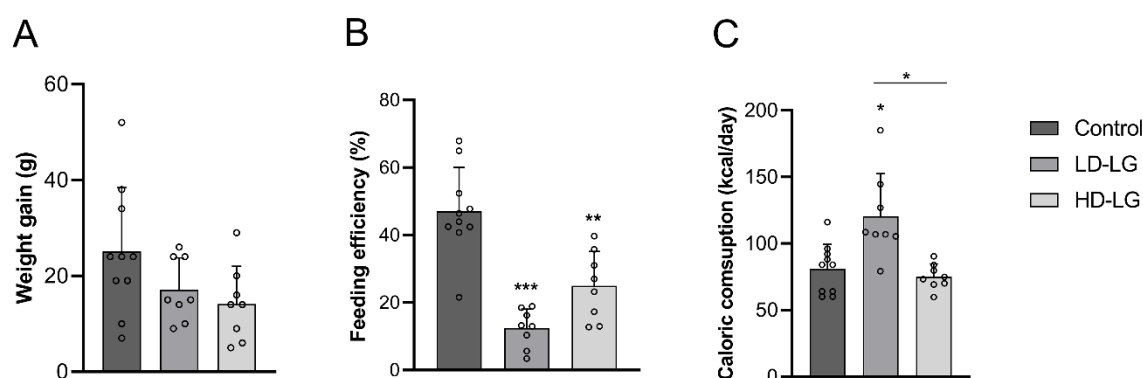 A
Weight gain (g)
60
40
20
0
B
Feeding efficiency (%)
80
60
40
20
0
***
**
C
Caloric comsuption (kcal/day)
200
150
100
50
0
*
*
Control
LD-LG
HD-LG